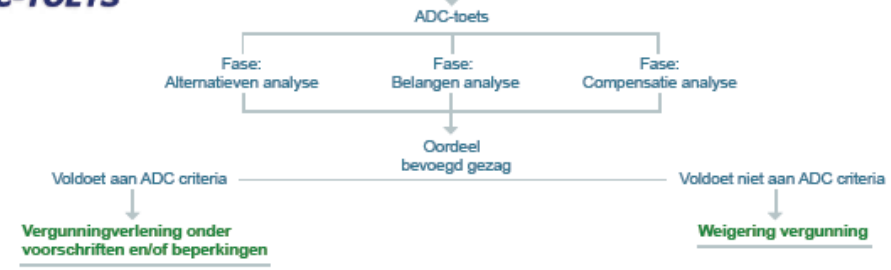 ADC-toets
Fase:
Alternatieven analyse
Fase:
Belangen analyse
Fase:
Compensatie analyse
Oordeel
bevoegd gezag
Voldoet aan ADC criteria
Voldoet niet aan ADC criteria
Vergunningverlening onder
voorschriften en/of beperkingen
Weigering vergunning